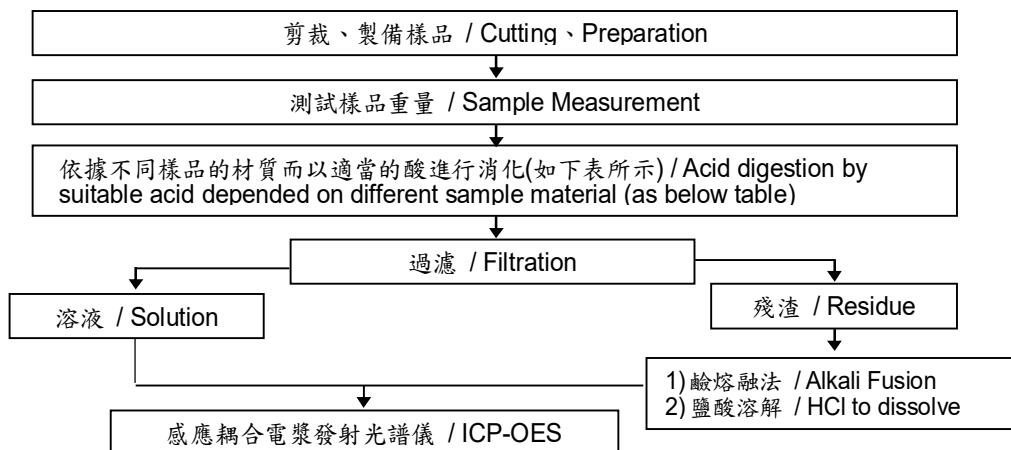 剪裁、製備樣品 / Cutting、Preparation
測試樣品重量 / Sample Measurement
依據不同樣品的材質而以適當的酸進行消化(如下表所示) / Acid digestion by
suitable acid depended on different sample material (as below table)
過濾 / Filtration
溶液 / Solution
殘渣 / Residue
1) 鹼熔融法 / Alkali Fusion
2) 鹽酸溶解 / HCl to dissolve
感應耦合電漿發射光譜儀 / ICP-OES